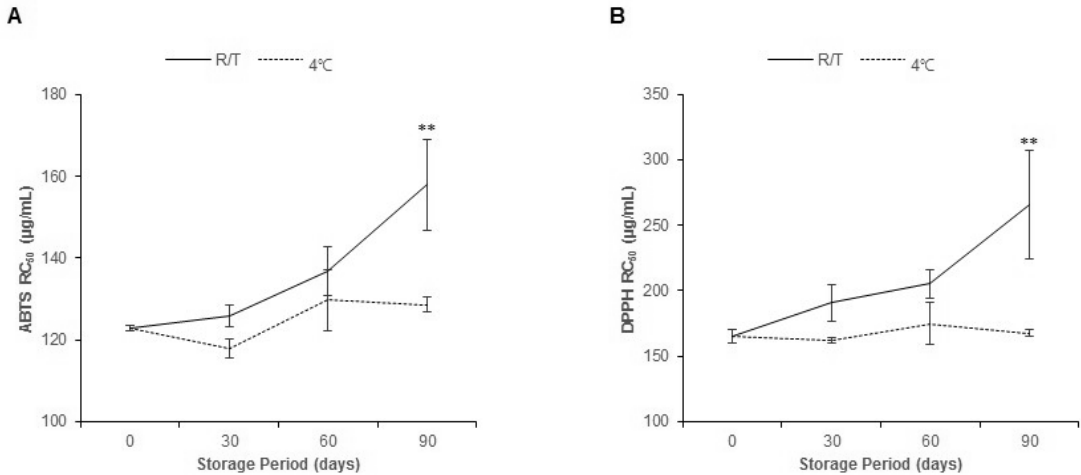 A
R/T 4℃
180
160
140
120
100
ABTS RC₅₀ (µg/mL)
**
0 30 60 90
Storage Period (days)
B
R/T 4℃
350
300
250
200
150
100
DPPH RC₅₀ (µg/mL)
**
0 30 60 90
Storage Period (days)